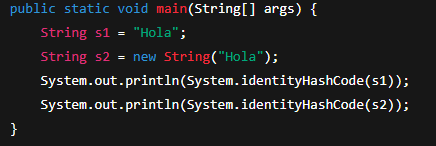 public static void main(String[] args) {
    String s1 = "Hola";
    String s2 = new String("Hola");
    System.out.println(System.identityHashCode(s1));
    System.out.println(System.identityHashCode(s2));
}